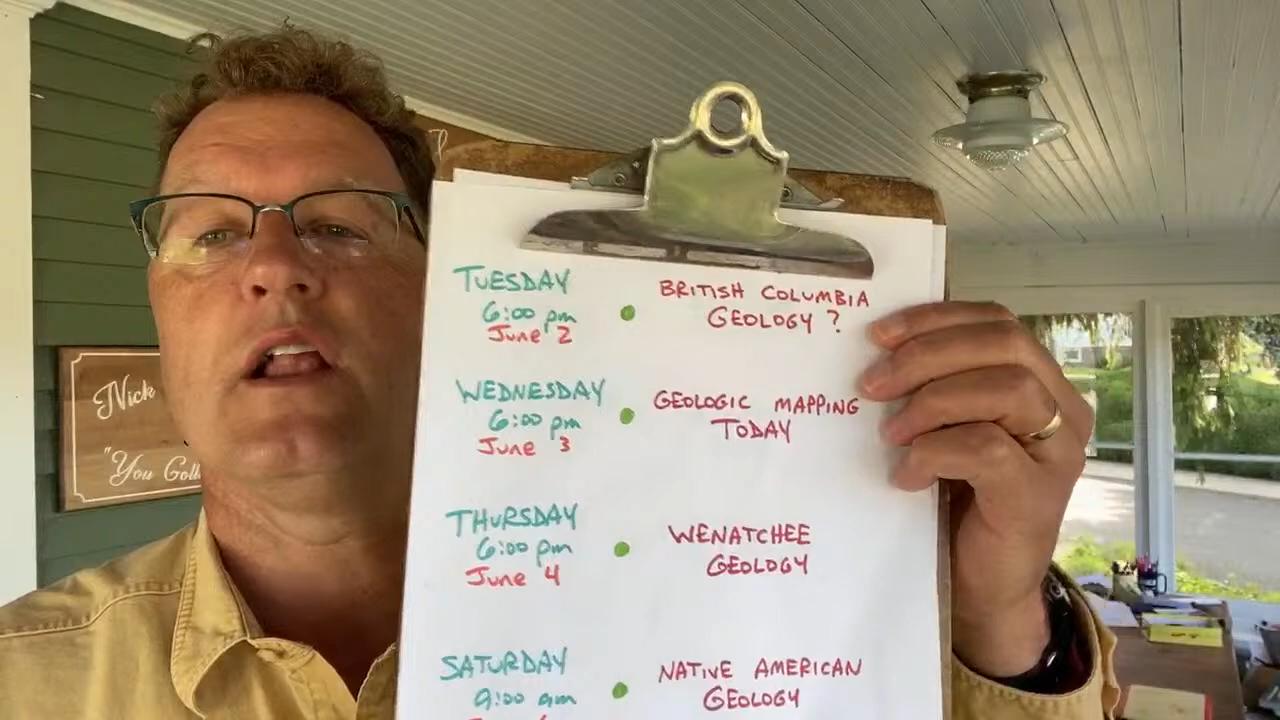 Nick
"You
TUESDAY
6:00 pm
June 2
BRITISH COLUMBIA
GEOLOGY ?
WEDNESDAY
6:00 pm
June 3
GEOLOGIC MAPPING
TODAY
THURSDAY
6:00 pm
June 4
WENATCHEE
GEOLOGY
SATURDAY
9:00 am
NATIVE AMERICAN
GEOLOGY